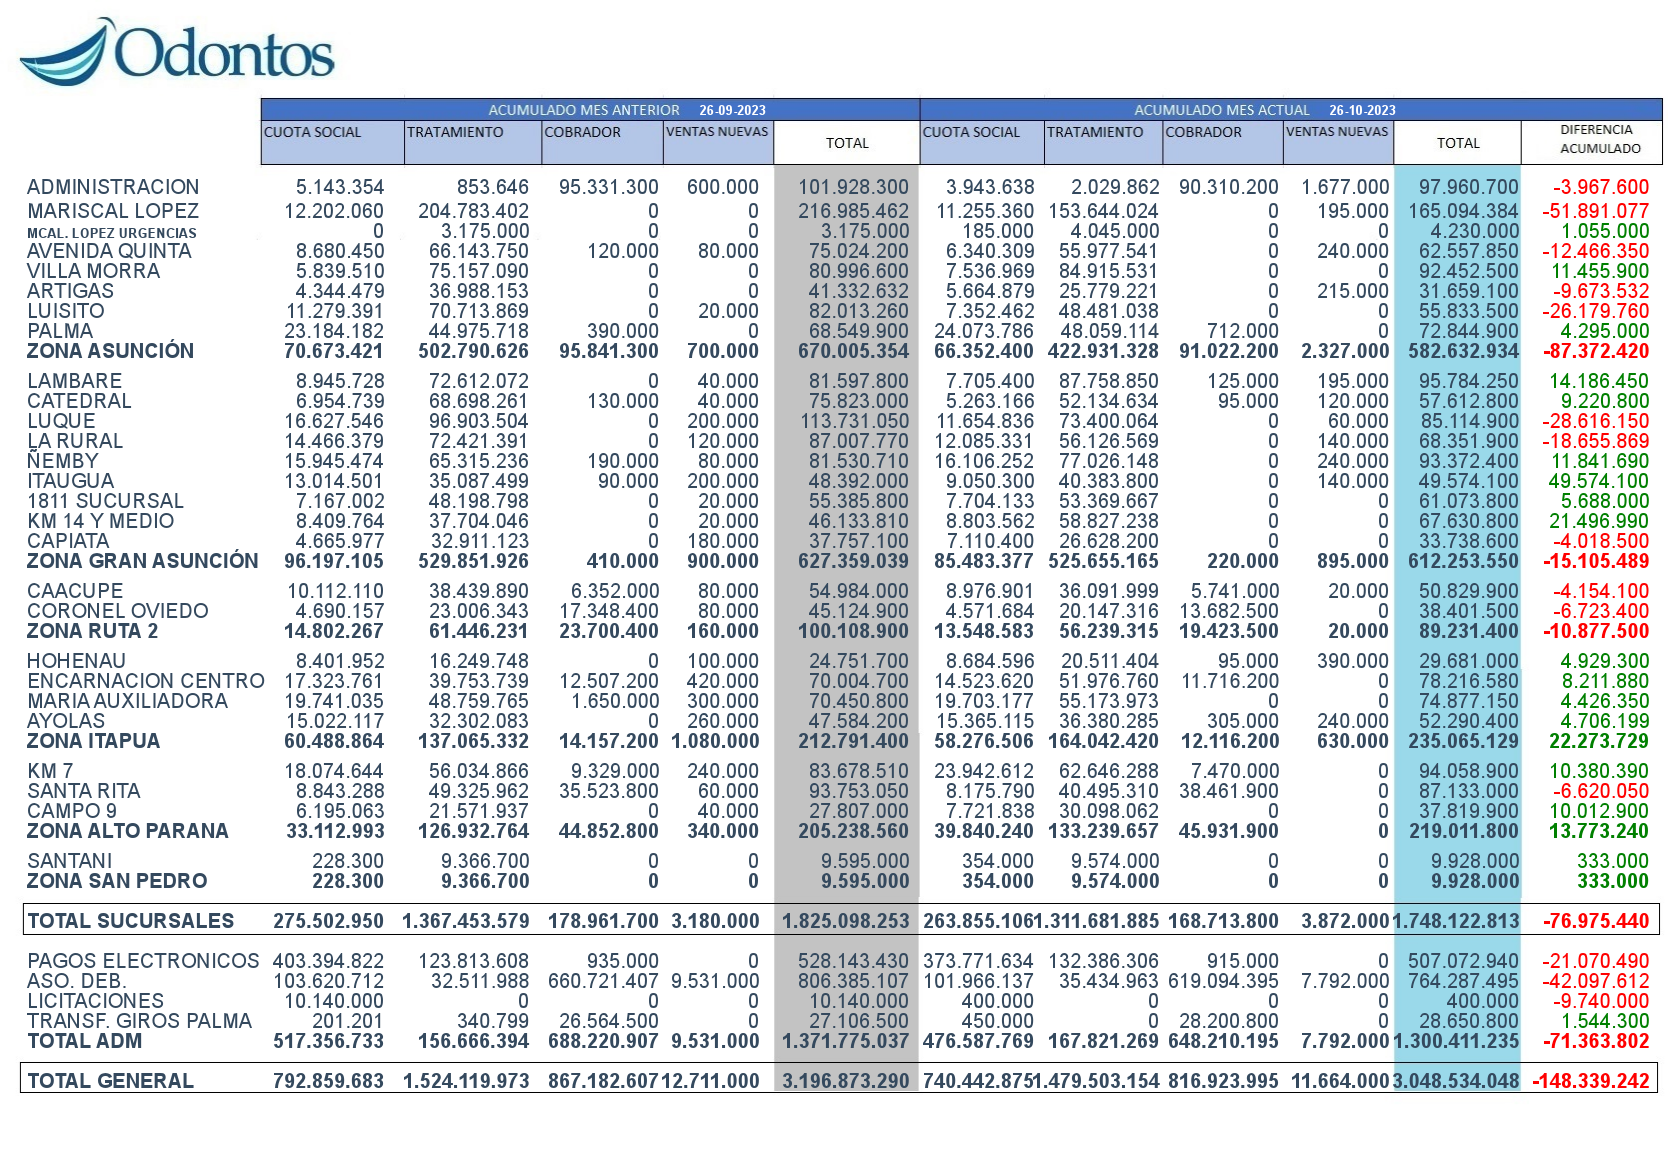 Odontos
ACUMULADO MES ANTERIOR 26-09-2023 ACUMULADO MES ACTUAL 26-10-2023
CUOTA SOCIAL TRATAMIENTO COBRADOR VENTAS NUEVAS TOTAL CUOTA SOCIAL TRATAMIENTO COBRADOR VENTAS NUEVAS TOTAL DIFERENCIA ACUMULADO
ADMINISTRACION 5.143.354 853.646 95.331.300 600.000 101.928.300 3.943.638 2.029.862 90.310.200 1.677.000 97.960.700 -3.967.600
MARISCAL LOPEZ 12.202.060 204.783.402 0 0 216.985.462 11.255.360 153.644.024 0 195.000 165.094.384 -51.891.077
MCAL. LOPEZ URGENCIAS 0 3.175.000 0 0 3.175.000 185.000 4.045.000 0 0 4.230.000 1.055.000
AVENIDA QUINTA 8.680.450 66.143.750 120.000 80.000 75.024.200 6.340.309 55.977.541 0 240.000 62.557.850 -12.466.350
VILLA MORRA 5.839.510 75.157.090 0 0 80.996.600 7.536.969 84.915.531 0 0 92.452.500 11.455.900
ARTIGAS 4.344.479 36.988.153 0 0 41.332.632 5.664.879 25.779.221 0 215.000 31.659.100 -9.673.532
LUISITO 11.279.391 70.713.869 0 20.000 82.013.260 7.352.462 48.481.038 0 0 55.833.500 -26.179.760
PALMA 23.184.182 44.975.718 390.000 0 68.549.900 24.073.786 48.059.114 712.000 0 72.844.900 4.295.000
ZONA ASUNCIÓN 70.673.421 502.790.626 95.841.300 700.000 670.005.354 66.352.400 422.931.328 91.022.200 2.327.000 582.632.934 -87.372.420
LAMBARE 8.945.728 72.612.072 0 40.000 81.597.800 7.705.400 87.758.850 125.000 195.000 95.784.250 14.186.450
CATEDRAL 6.954.739 68.698.261 130.000 40.000 75.823.000 5.263.166 52.134.634 95.000 120.000 57.612.800 9.220.800
LUQUE 16.627.546 96.903.504 0 200.000 113.731.050 11.654.836 73.400.064 0 60.000 85.114.900 -28.616.150
LA RURAL 14.466.379 72.421.391 0 120.000 87.007.770 12.085.331 56.126.569 0 140.000 68.351.900 -18.655.869
ÑEMBY 15.945.474 65.315.236 190.000 80.000 81.530.710 16.106.252 77.026.148 0 240.000 93.372.400 11.841.690
ITAUGUA 13.014.501 35.087.499 90.000 200.000 48.392.000 9.050.300 40.383.800 0 140.000 49.574.100 49.574.100
1811 SUCURSAL 7.167.002 48.198.798 0 20.000 55.385.800 7.704.133 53.369.667 0 0 61.073.800 5.688.000
KM 14 Y MEDIO 8.409.764 37.704.046 0 20.000 46.133.810 8.803.562 58.827.238 0 0 67.630.800 21.496.990
CAPIATA 4.665.977 32.911.123 0 180.000 37.757.100 7.110.400 26.628.200 0 0 33.738.600 -4.018.500
ZONA GRAN ASUNCIÓN 96.197.105 529.851.926 410.000 900.000 627.359.039 85.483.377 525.655.165 220.000 895.000 612.253.550 -15.105.489
CAACUPE 10.112.110 38.439.890 6.352.000 80.000 54.984.000 8.976.901 36.091.999 5.741.000 20.000 50.829.900 -4.154.100
CORONEL OVIEDO 4.690.157 23.006.343 17.348.400 80.000 45.124.900 4.571.684 20.147.316 13.682.500 0 38.401.500 -6.723.400
ZONA RUTA 2 14.802.267 61.446.231 23.700.400 160.000 100.108.900 13.548.583 56.239.315 19.423.500 20.000 89.231.400 -10.877.500
HOHENAU 8.401.952 16.249.748 0 100.000 24.751.700 8.684.596 20.511.404 95.000 390.000 29.681.000 4.929.300
ENCARNACION CENTRO 17.323.761 39.753.739 12.507.200 420.000 70.004.700 14.523.620 51.976.760 11.716.200 0 78.216.580 8.211.880
MARIA AUXILIADORA 19.741.035 48.759.765 1.650.000 300.000 70.450.800 19.703.177 55.173.973 0 0 74.877.150 4.426.350
AYOLAS 15.022.117 32.302.083 0 260.000 47.584.200 15.365.115 36.380.285 305.000 240.000 52.290.400 4.706.199
ZONA ITAPUA 60.488.864 137.065.332 14.157.200 1.080.000 212.791.400 58.276.506 164.042.420 12.116.200 630.000 235.065.129 22.273.729
KM 7 18.074.644 56.034.866 9.329.000 240.000 83.678.510 23.942.612 62.646.288 7.470.000 0 94.058.900 10.380.390
SANTA RITA 8.843.288 49.325.962 35.523.800 60.000 93.753.050 8.175.790 40.495.310 38.461.900 0 87.133.000 -6.620.050
CAMPO 9 6.195.063 21.571.937 0 40.000 27.807.000 7.721.838 30.098.062 0 0 37.819.900 10.012.900
ZONA ALTO PARANA 33.112.993 126.932.764 44.852.800 340.000 205.238.560 39.840.240 133.239.657 45.931.900 0 219.011.800 13.773.240
SANTANI 228.300 9.366.700 0 0 9.595.000 354.000 9.574.000 0 0 9.928.000 333.000
ZONA SAN PEDRO 228.300 9.366.700 0 0 9.595.000 354.000 9.574.000 0 0 9.928.000 333.000
TOTAL SUCURSALES 275.502.950 1.367.453.579 178.961.700 3.180.000 1.825.098.253 263.855.106 1.311.681.885 168.713.800 3.872.000 1.748.122.813 -76.975.440
PAGOS ELECTRONICOS 403.394.822 123.813.608 935.000 0 528.143.430 373.771.634 132.386.306 915.000 0 507.072.940 -21.070.490
ASO. DEB. 103.620.712 32.511.988 660.721.407 9.531.000 806.385.107 101.966.137 35.434.963 619.094.395 7.792.000 764.287.495 -42.097.612
LICITACIONES 10.140.000 0 0 0 10.140.000 400.000 0 0 0 400.000 -9.740.000
TRANSF. GIROS PALMA 201.201 340.799 26.564.500 0 27.106.500 450.000 0 28.200.800 0 28.650.800 1.544.300
TOTAL ADM 517.356.733 156.666.394 688.220.907 9.531.000 1.371.775.037 476.587.769 167.821.269 648.210.195 7.792.000 1.300.411.235 -71.363.802
TOTAL GENERAL 792.859.683 1.524.119.973 867.182.607 12.711.000 3.196.873.290 740.442.875 1.479.503.154 816.923.995 11.664.000 3.048.534.048 -148.339.242